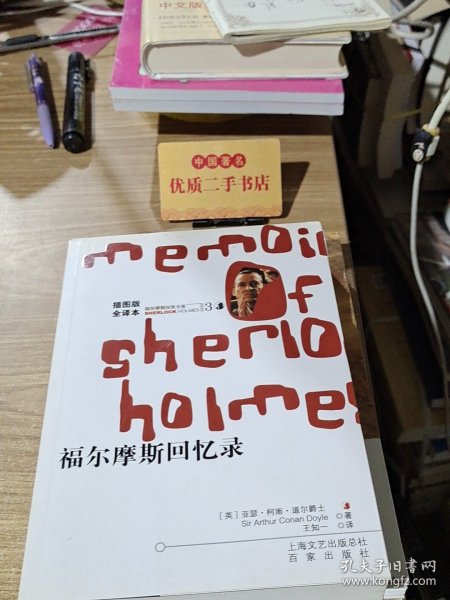 中文版
中国著名
优质二手书店
memoir
Of
sherlo
holmes
插图版
全译本
福尔摩斯探案全集
SHERLOCK HOLMES
3
福尔摩斯回忆录
[英] 亚瑟·柯南·道尔爵士
Sir Arthur Conan Doyle
著
王知一 译
上海文艺出版总社
百家出版社
孔夫子旧书网
www.kongfz.com